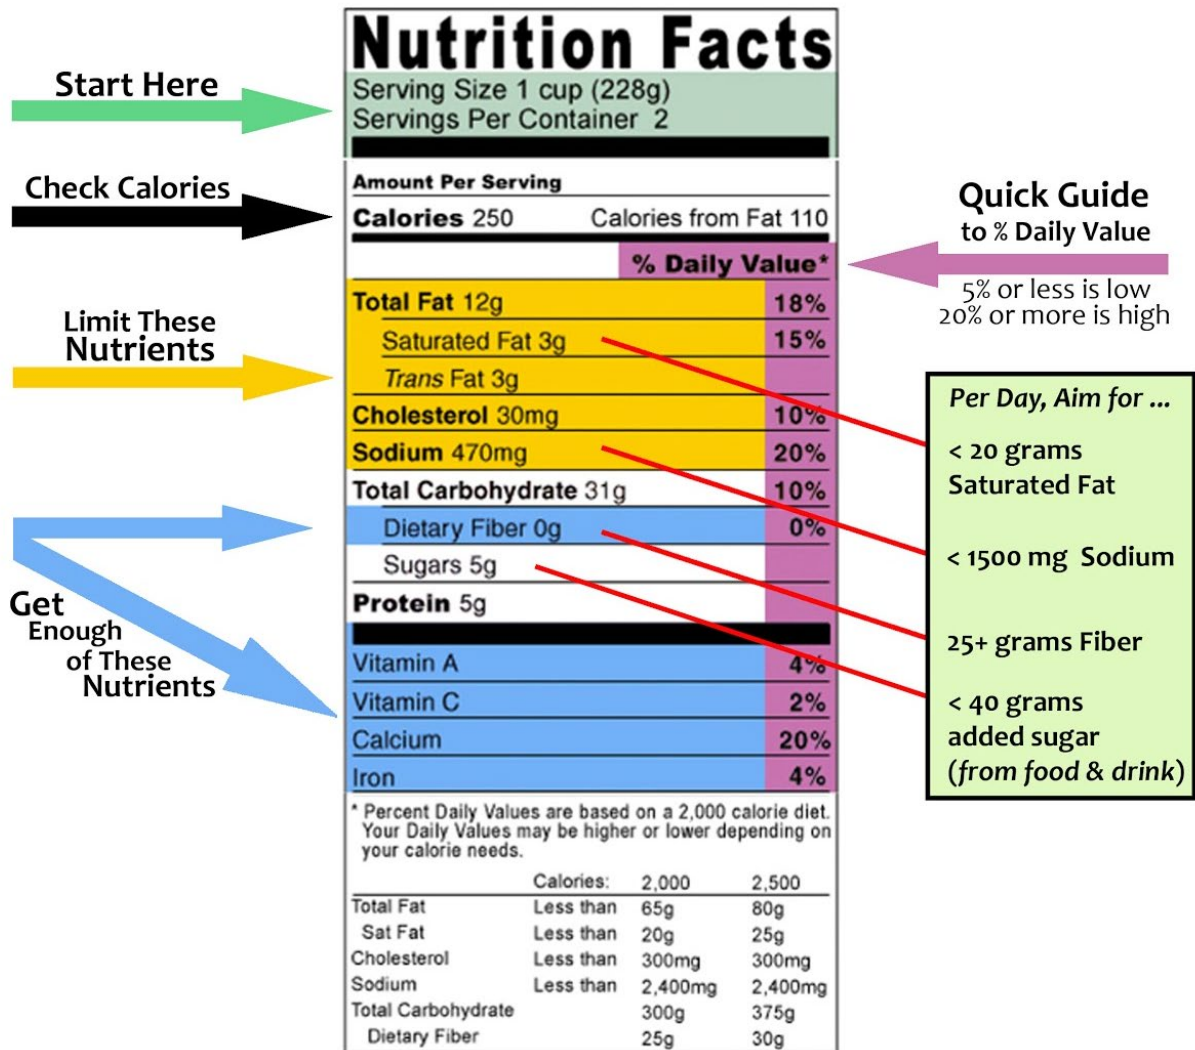 Nutrition Facts
Start Here
Serving Size 1 cup (228g)
Servings Per Container 2
Check Calories
Amount Per Serving
Calories 250 Calories from Fat 110
Quick Guide
to % Daily Value
5% or less is low
20% or more is high
% Daily Value*
Limit These
Nutrients
Total Fat 12g 18%
Saturated Fat 3g 15%
Trans Fat 3g
Cholesterol 30mg 10%
Sodium 470mg 20%
Total Carbohydrate 31g 10%
Dietary Fiber 0g 0%
Sugars 5g
Protein 5g
Get
Enough
of These
Nutrients
Vitamin A 4%
Vitamin C 2%
Calcium 20%
Iron 4%
Per Day, Aim for ...
< 20 grams
Saturated Fat
< 1500 mg Sodium
25+ grams Fiber
< 40 grams
added sugar
(from food & drink)
* Percent Daily Values are based on a 2,000 calorie diet.
Your Daily Values may be higher or lower depending on
your calorie needs.
Calories: 2,000 2,500
Total Fat Less than 65g 80g
Sat Fat Less than 20g 25g
Cholesterol Less than 300mg 300mg
Sodium Less than 2,400mg 2,400mg
Total Carbohydrate 300g 375g
Dietary Fiber 25g 30g